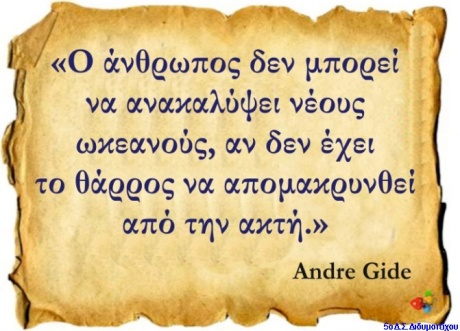 «Ο άνθρωπος δεν μπορεί
να ανακαλύψει νέους
ωκεανούς, αν δεν έχει
το θάρρος να απομακρυνθεί
από την ακτή.»
Andre Gide
5ο Δ.Σ. Διδυμοτείχου